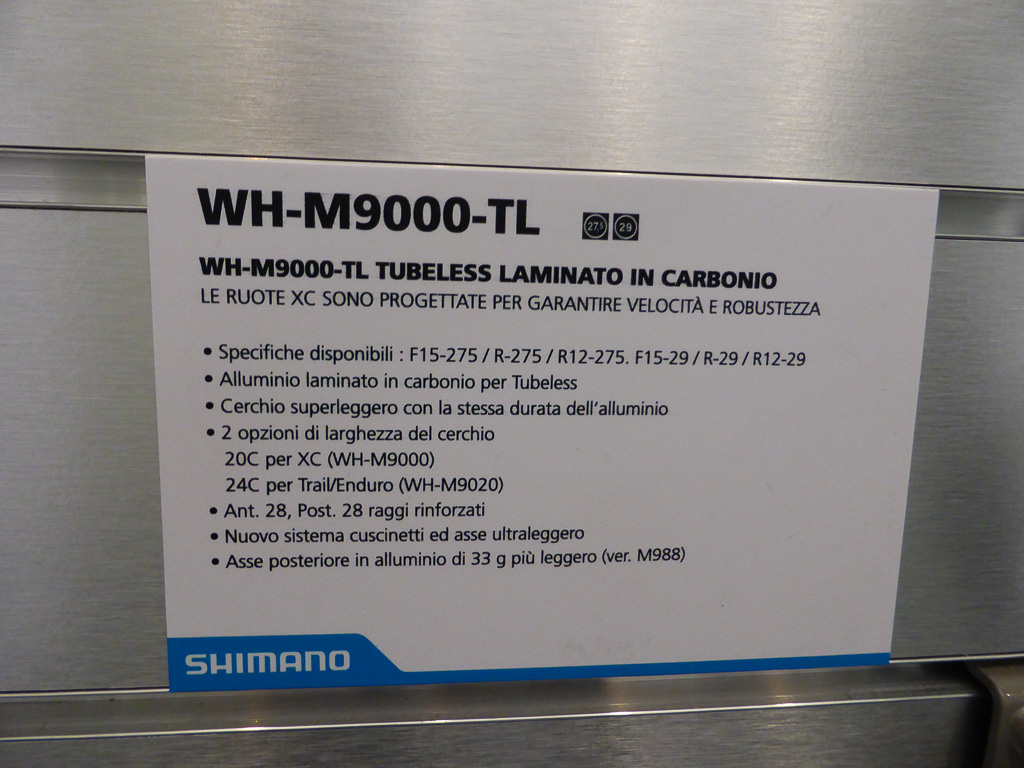 WH-M9000-TL 27.5 29
WH-M9000-TL TUBELESS LAMINATO IN CARBONIO
LE RUOTE XC SONO PROGETTATE PER GARANTIRE VELOCITÀ E ROBUSTEZZA
• Specifiche disponibili : F15-275 / R-275 / R12-275. F15-29 / R-29 / R12-29
• Alluminio laminato in carbonio per Tubeless
• Cerchio superleggero con la stessa durata dell'alluminio
• 2 opzioni di larghezza del cerchio
20C per XC (WH-M9000)
24C per Trail/Enduro (WH-M9020)
• Ant. 28, Post. 28 raggi rinforzati
• Nuovo sistema cuscinetti ed asse ultraleggero
• Asse posteriore in alluminio di 33 g più leggero (ver. M988)
SHIMANO